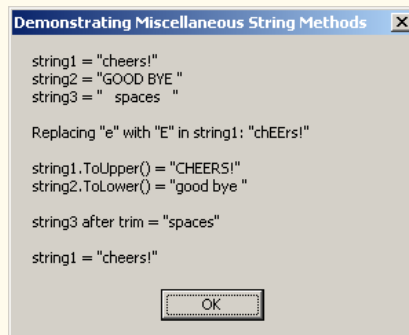 Demonstrating Miscellaneous String Methods
string1 = "cheers!"
string2 = "GOOD BYE "
string3 = "   spaces   "
Replacing "e" with "E" in string1: "chEErs!"
string1.ToUpper() = "CHEERS!"
string2.ToLower() = "good bye "
string3 after trim = "spaces"
string1 = "cheers!"
OK